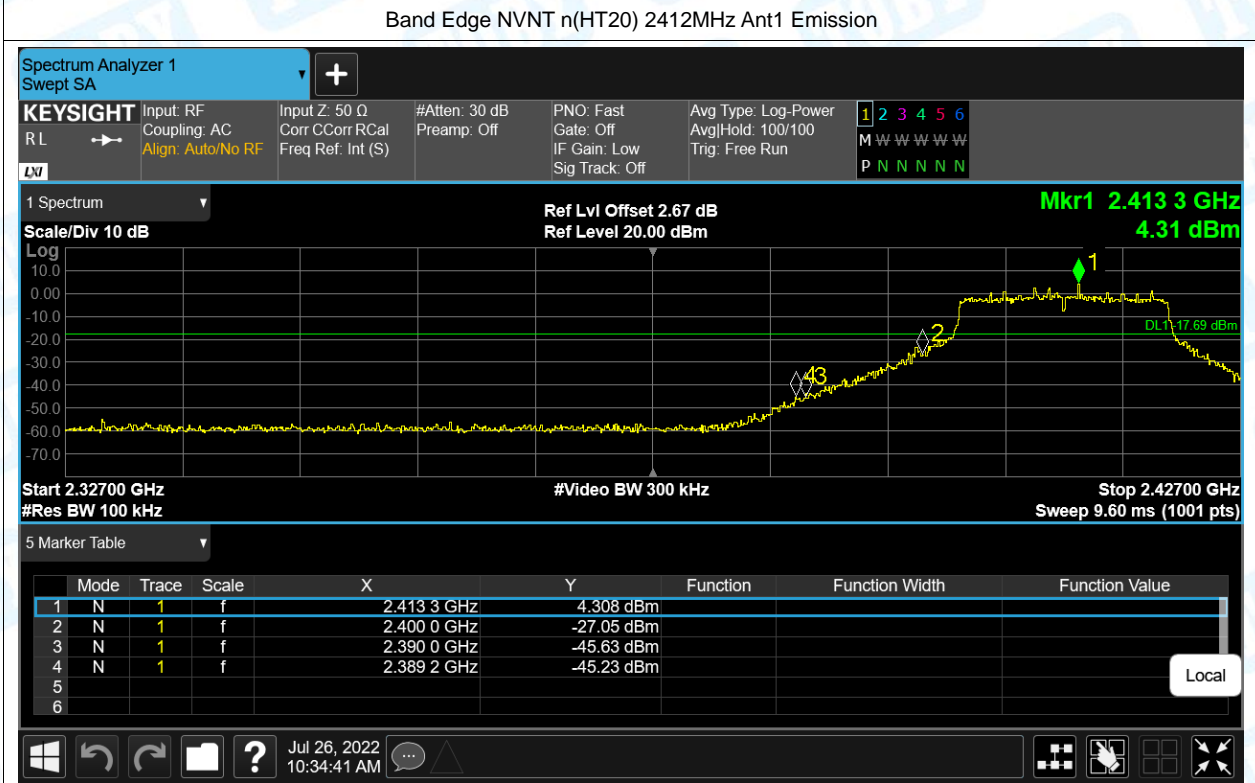 Band Edge NVNT n(HT20) 2412MHz Ant1 Emission
Spectrum Analyzer 1
Swept SA
+
KEYSIGHT
R L
LXI
Input: RF
Coupling: AC
Align: Auto/No RF
Input Z: 50 Ω
Corr CCorr RCal
Freq Ref: Int (S)
#Atten: 30 dB
Preamp: Off
PNO: Fast
Gate: Off
IF Gain: Low
Sig Track: Off
Avg Type: Log-Power
Avg|Hold: 100/100
Trig: Free Run
1 2 3 4 5 6
M W W W W W
P N N N N N
1 Spectrum
Scale/Div 10 dB
Ref Lvl Offset 2.67 dB
Ref Level 20.00 dBm
Mkr1 2.413 3 GHz
4.31 dBm
Log
10.0
0.00
-10.0
-20.0
-30.0
-40.0
-50.0
-60.0
-70.0
1
2
4 3
DL1 -17.69 dBm
Start 2.32700 GHz
#Video BW 300 kHz
Stop 2.42700 GHz
#Res BW 100 kHz
Sweep 9.60 ms (1001 pts)
5 Marker Table
Mode Trace Scale X Y Function Function Width Function Value
1 N 1 f 2.413 3 GHz 4.308 dBm
2 N 1 f 2.400 0 GHz -27.05 dBm
3 N 1 f 2.390 0 GHz -45.63 dBm
4 N 1 f 2.389 2 GHz -45.23 dBm
5
6
Local
?
Jul 26, 2022
10:34:41 AM